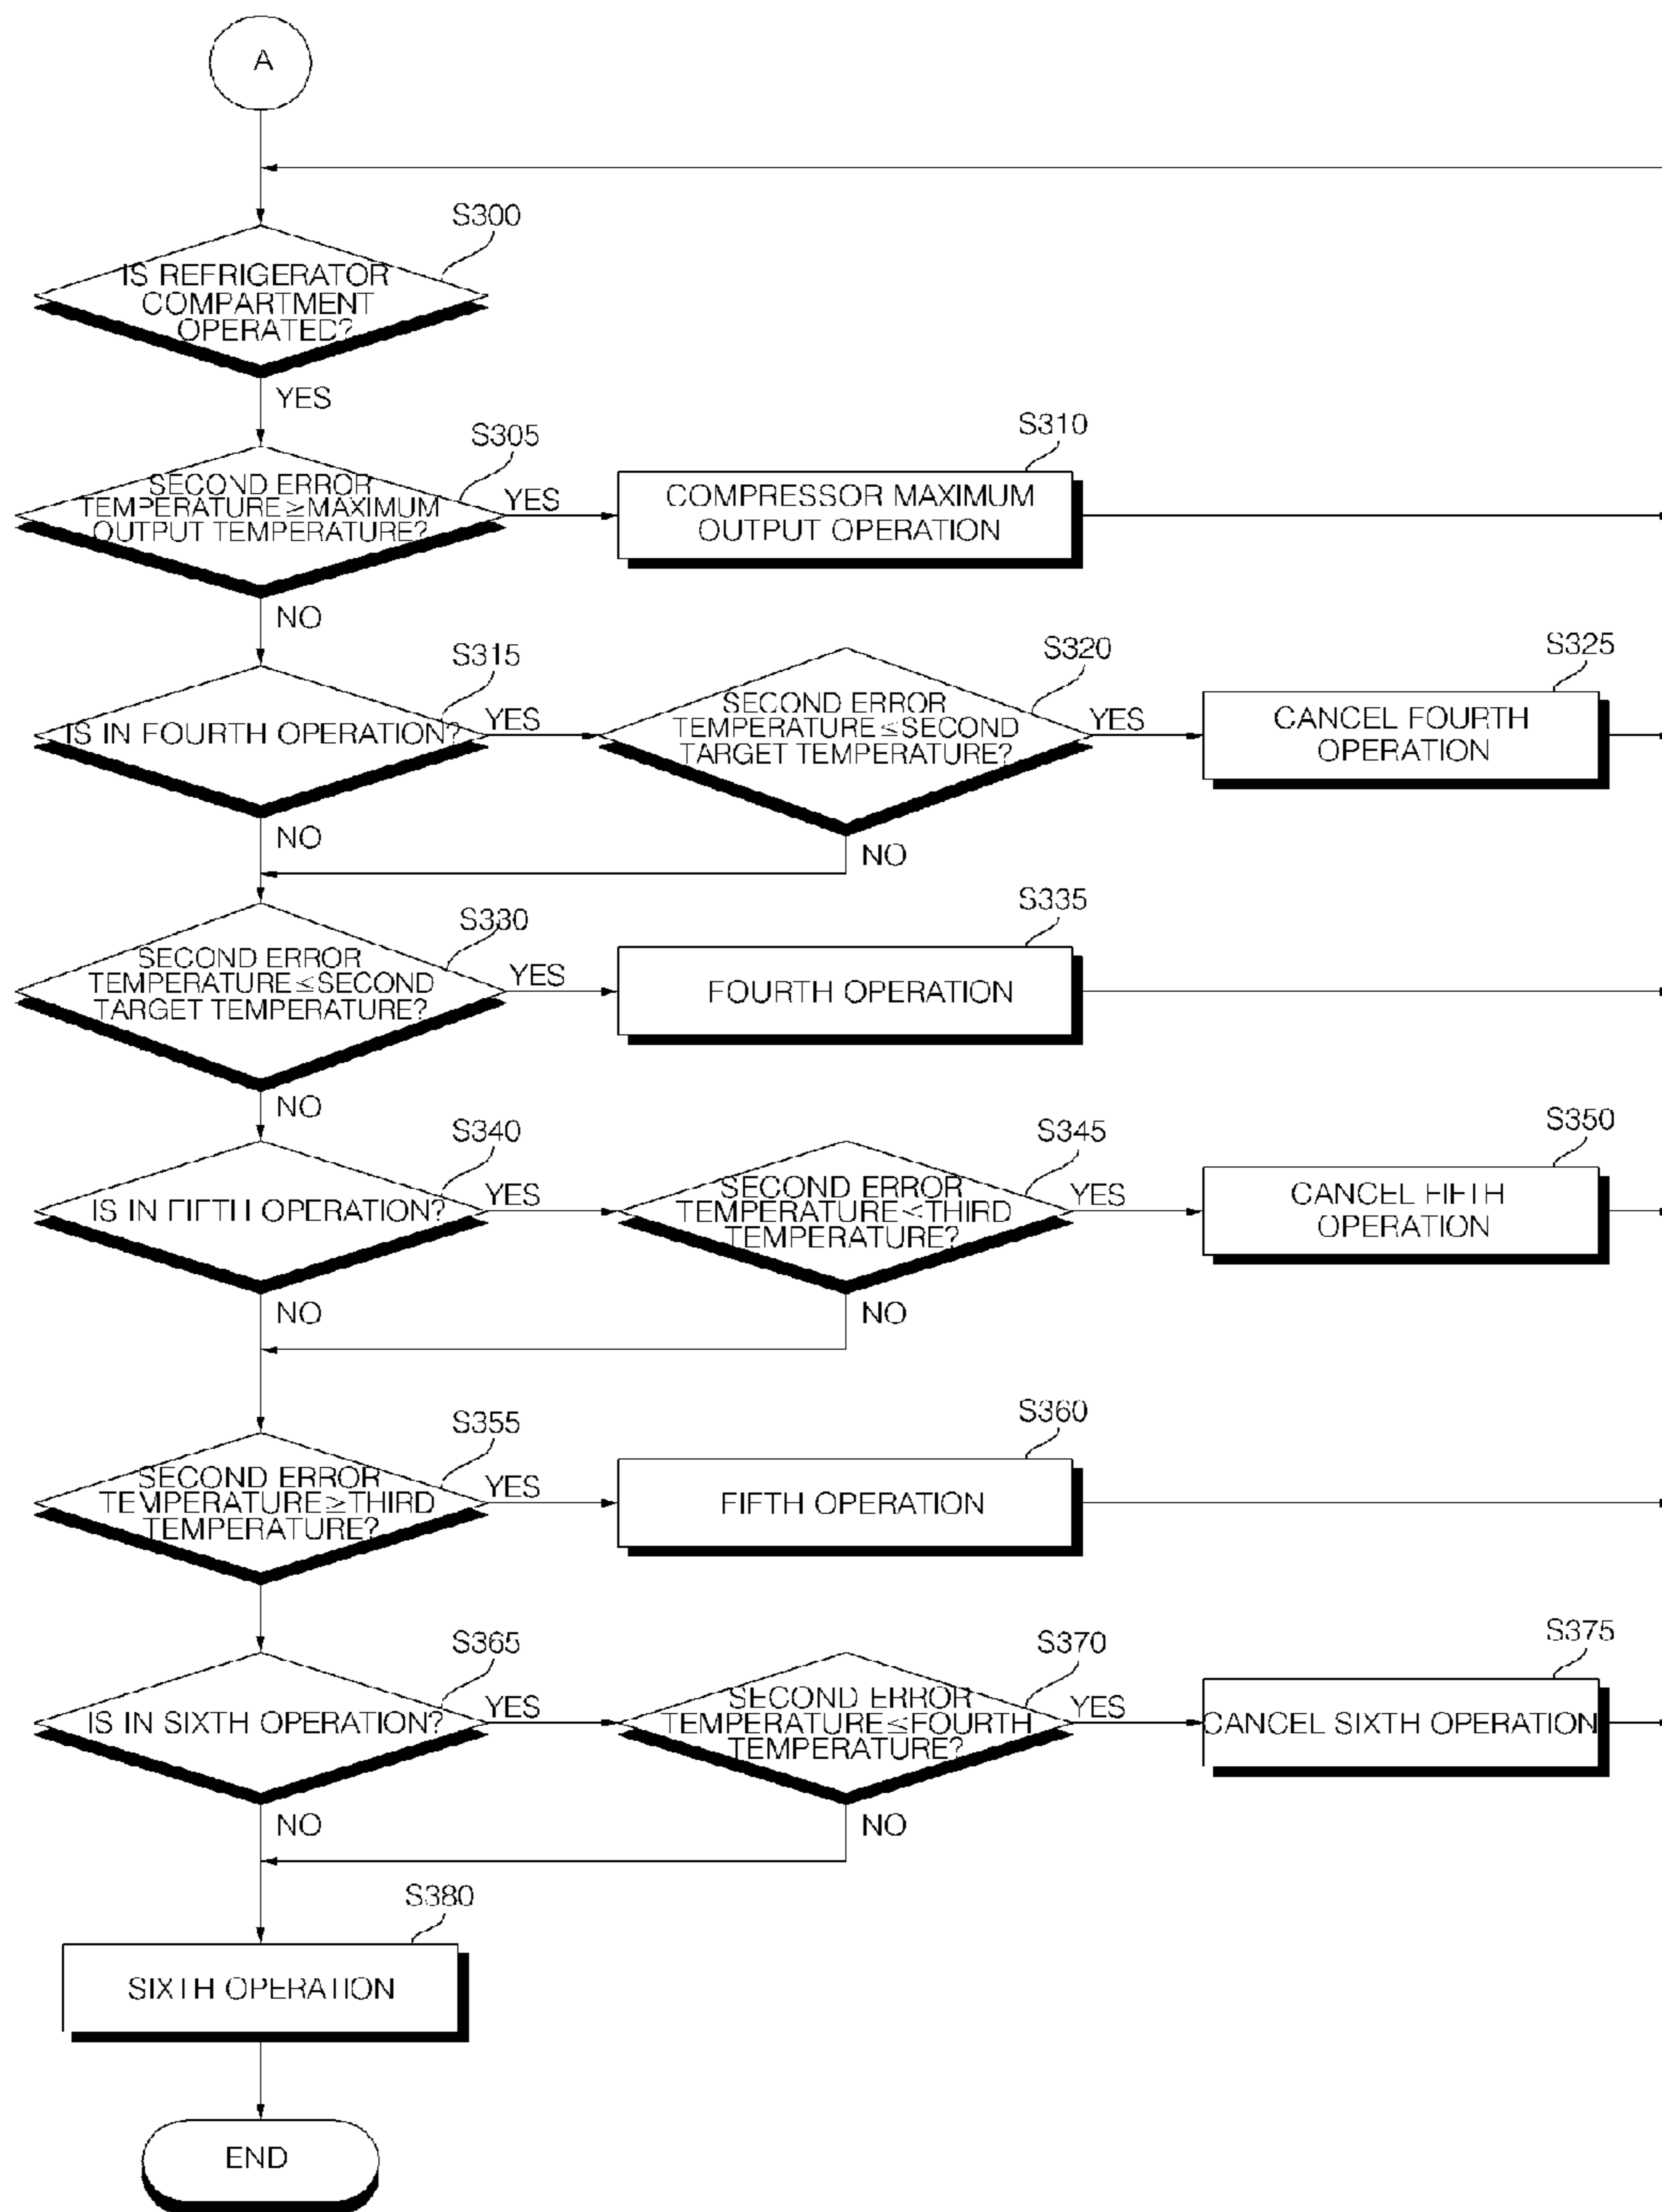 A
S300
IS REFRIGERATOR
COMPARTMENT
OPERATED?
YES
S305
SECOND ERROR
TEMPERATURE≥MAXIMUM
OUTPUT TEMPERATURE?
YES
S310
COMPRESSOR MAXIMUM
OUTPUT OPERATION
NO
S315
IS IN FOURTH OPERATION?
YES
S320
SECOND ERROR
TEMPERATURE≤SECOND
TARGET TEMPERATURE?
YES
S325
CANCEL FOURTH
OPERATION
NO
NO
S330
SECOND ERROR
TEMPERATURE≤SECOND
TARGET TEMPERATURE?
YES
S335
FOURTH OPERATION
NO
S340
IS IN FIFTH OPERATION?
YES
S345
SECOND ERROR
TEMPERATURE<THIRD
TEMPERATURE?
YES
S350
CANCEL FIFTH
OPERATION
NO
NO
S355
SECOND ERROR
TEMPERATURE≥THIRD
TEMPERATURE?
YES
S360
FIFTH OPERATION
S365
IS IN SIXTH OPERATION?
YES
S370
SECOND ERROR
TEMPERATURE≤FOURTH
TEMPERATURE?
YES
S375
CANCEL SIXTH OPERATION
NO
NO
S380
SIXTH OPERATION
END